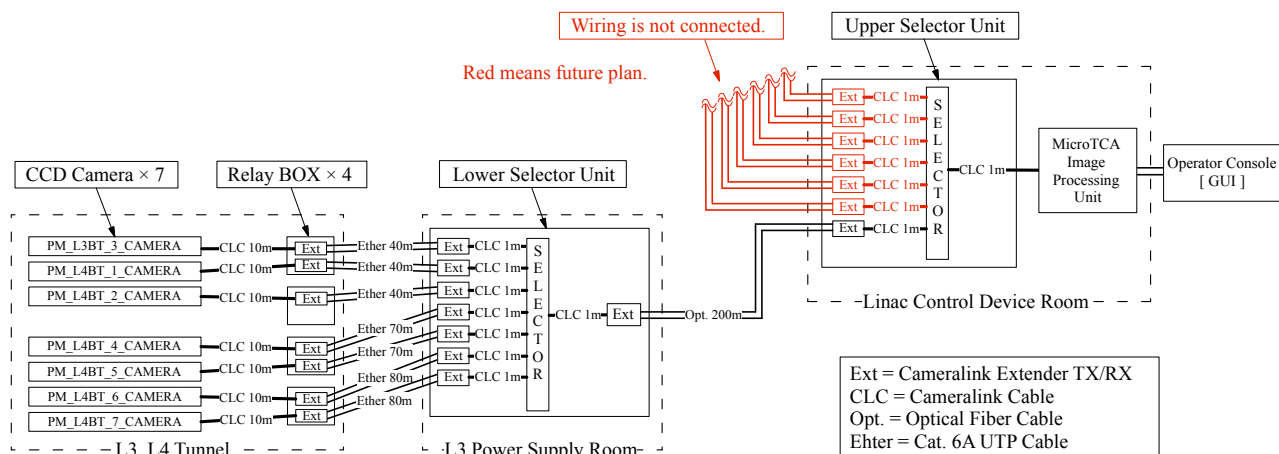 Wiring is not connected.
Upper Selector Unit
Red means future plan.
Ext CLC 1m
Ext CLC 1m
Ext CLC 1m
Ext CLC 1m
Ext CLC 1m
Ext CLC 1m
Ext CLC 1m
SELECTOR
CLC 1m
MicroTCA
Image
Processing
Unit
Operator Console
[ GUI ]
Linac Control Device Room
CCD Camera × 7
Relay BOX × 4
Lower Selector Unit
PM_L3BT_3_CAMERA CLC 10m Ext Ether 40m Ext CLC 1m
PM_L4BT_1_CAMERA CLC 10m Ext Ether 40m Ext CLC 1m
PM_L4BT_2_CAMERA CLC 10m Ext Ether 40m Ext CLC 1m
PM_L4BT_4_CAMERA CLC 10m Ext Ether 70m Ext CLC 1m
PM_L4BT_5_CAMERA CLC 10m Ext Ether 70m Ext CLC 1m
PM_L4BT_6_CAMERA CLC 10m Ext Ether 80m Ext CLC 1m
PM_L4BT_7_CAMERA CLC 10m Ext Ether 80m Ext CLC 1m
SELECTOR
CLC 1m Ext Opt. 200m
L3, L4 Tunnel
L3 Power Supply Room
Ext = Cameralink Extender TX/RX
CLC = Cameralink Cable
Opt. = Optical Fiber Cable
Ehter = Cat. 6A UTP Cable